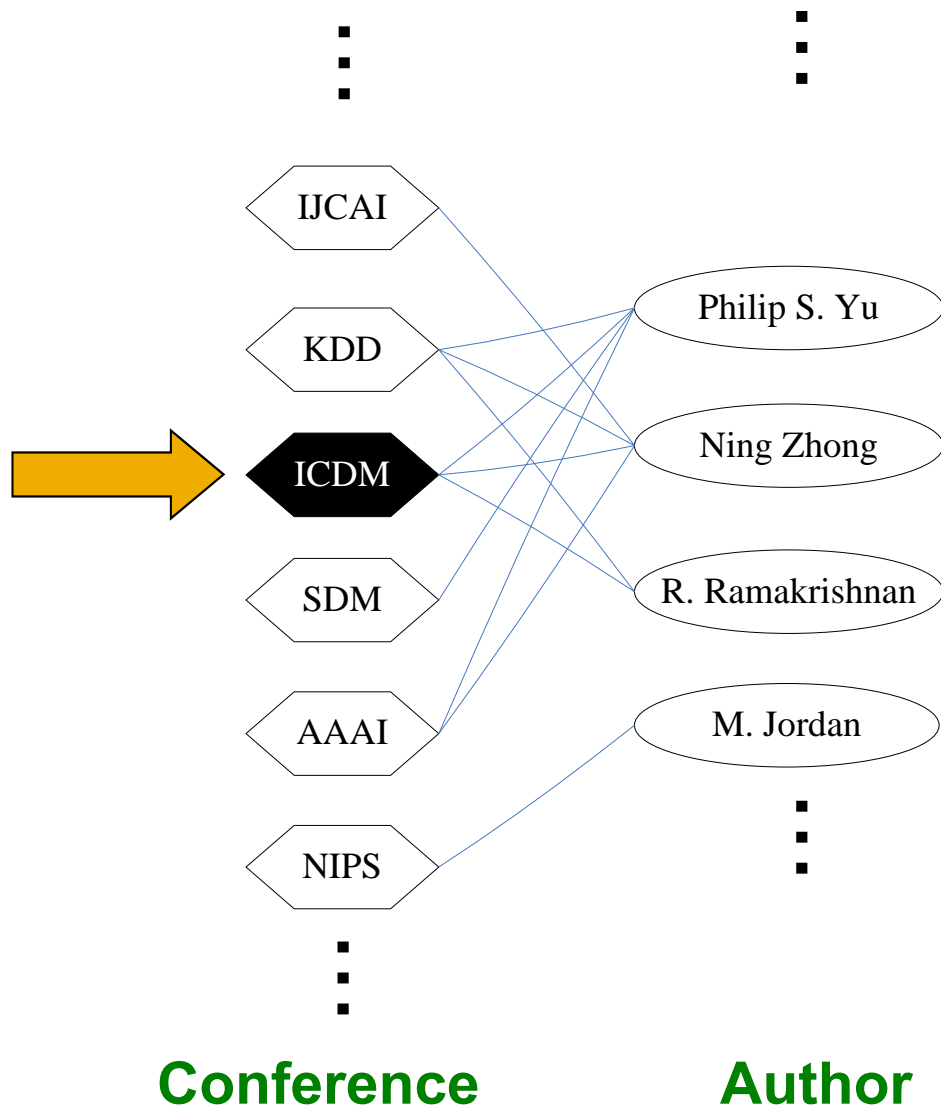 IJCAI
KDD
ICDM
SDM
AAAI
NIPS
Conference
Philip S. Yu
Ning Zhong
R. Ramakrishnan
M. Jordan
Author